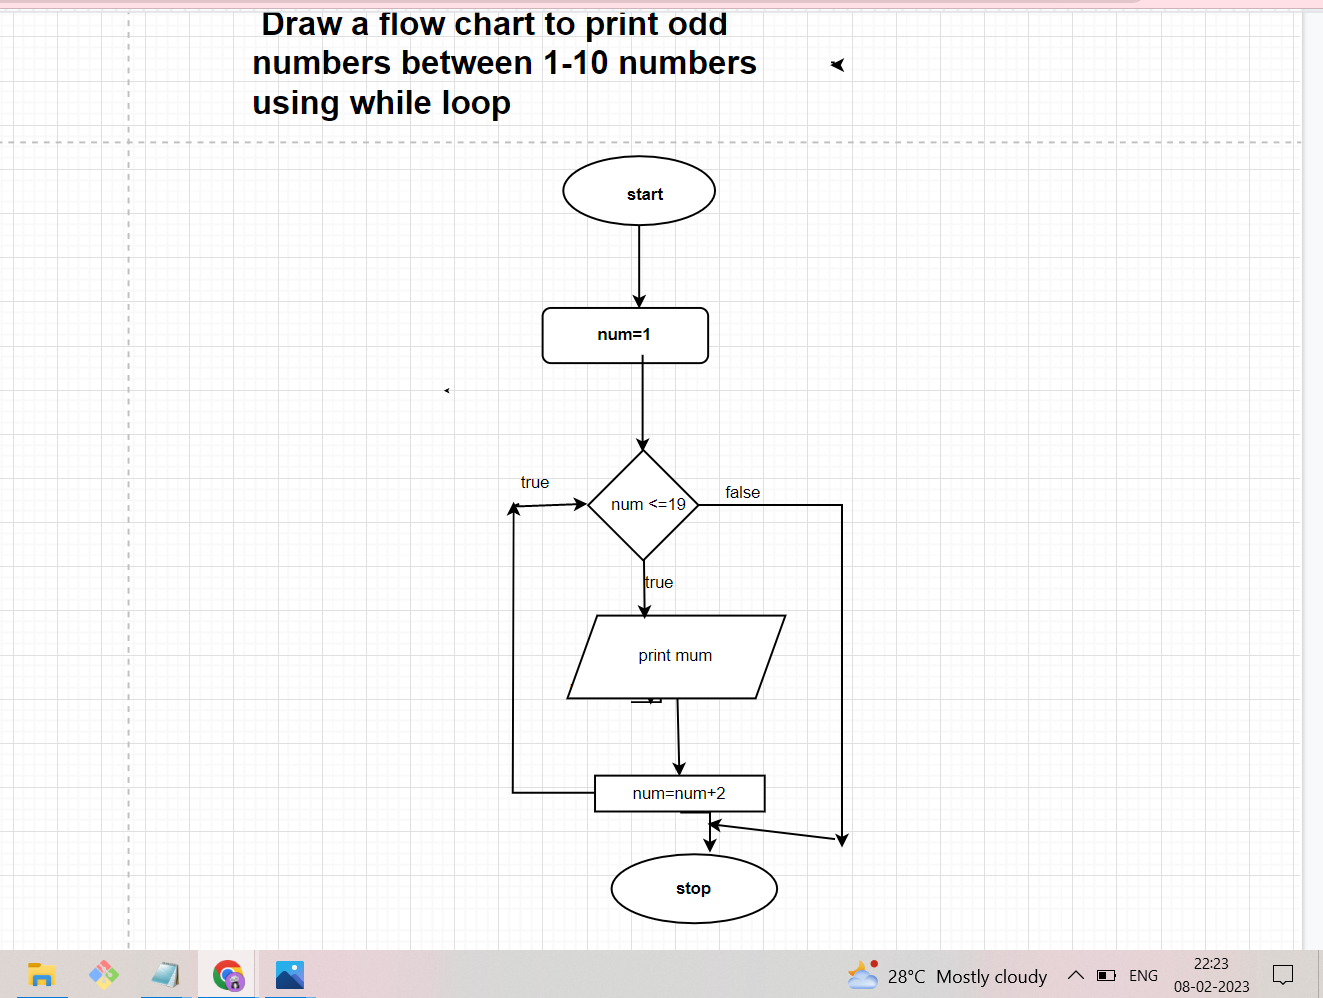 Draw a flow chart to print odd
numbers between 1-10 numbers
using while loop
start
num=1
true
num <=19
false
true
print mum
num=num+2
stop
28°C Mostly cloudy
ENG
22:23
08-02-2023